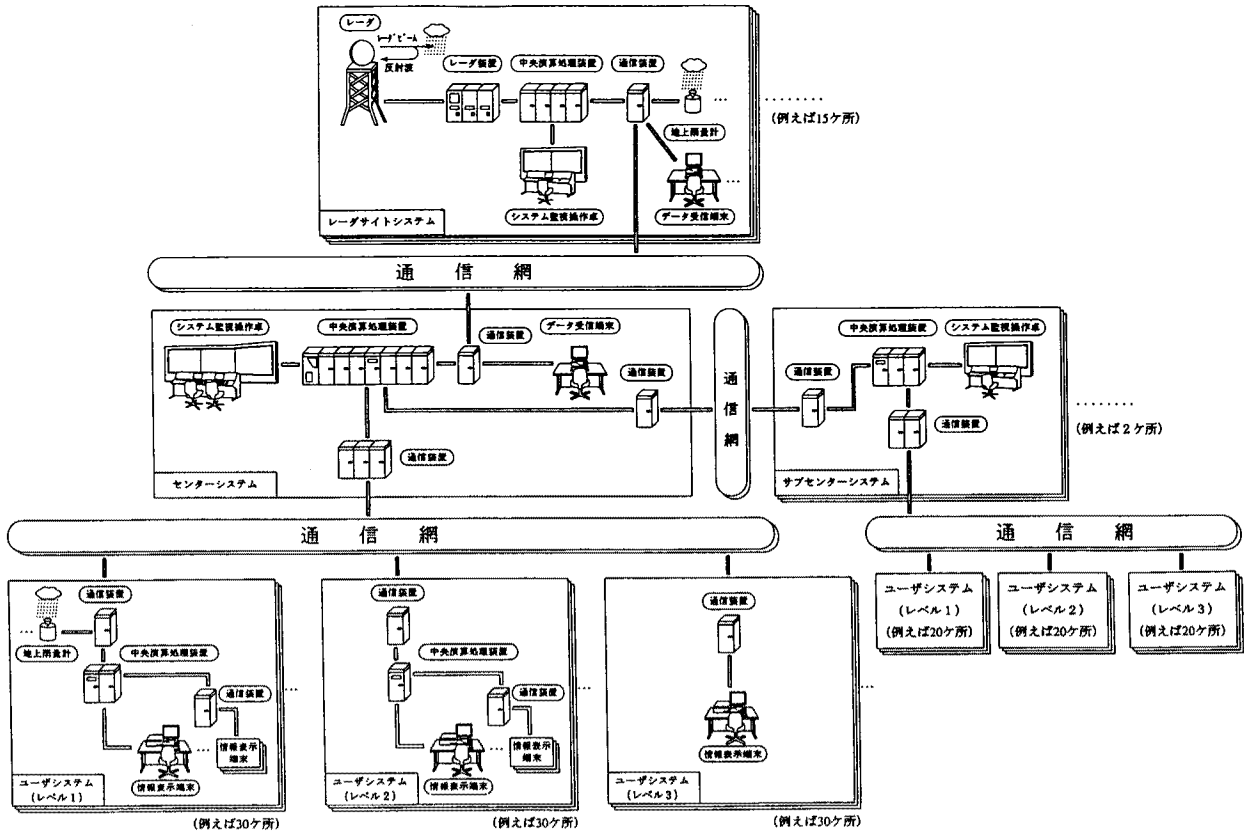 レーダ
レーダビーム
反射波
レーダ装置
中央演算処理装置
通信装置
地上雨量計
システム監視操作卓
データ受信端末
レーダサイトシステム
(例えば15ケ所)
通信網
システム監視操作卓
中央演算処理装置
通信装置
データ受信端末
通信装置
通信装置
センターシステム
通信網
中央演算処理装置
システム監視操作卓
通信装置
通信装置
サブセンターシステム
(例えば2ケ所)
通信網
通信網
通信装置
地上雨量計
中央演算処理装置
通信装置
情報表示
端末
情報表示端末
ユーザシステム
(レベル1)
(例えば30ケ所)
通信装置
中央演算処理装置
通信装置
情報表示
端末
情報表示端末
ユーザシステム
(レベル2)
(例えば30ケ所)
通信装置
情報表示端末
ユーザシステム
(レベル3)
(例えば30ケ所)
ユーザシステム
(レベル1)
(例えば20ケ所)
ユーザシステム
(レベル2)
(例えば20ケ所)
ユーザシステム
(レベル3)
(例えば20ケ所)